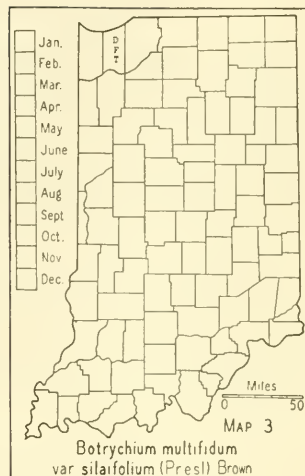 Jan.
Feb.
Mar.
Apr.
May
June
July
Aug
Sept
Oct.
Nov
Dec.
D
F
T
Miles
0 50
MAP 3
Botrychium multifidum
var silaifolium (Presl) Brown